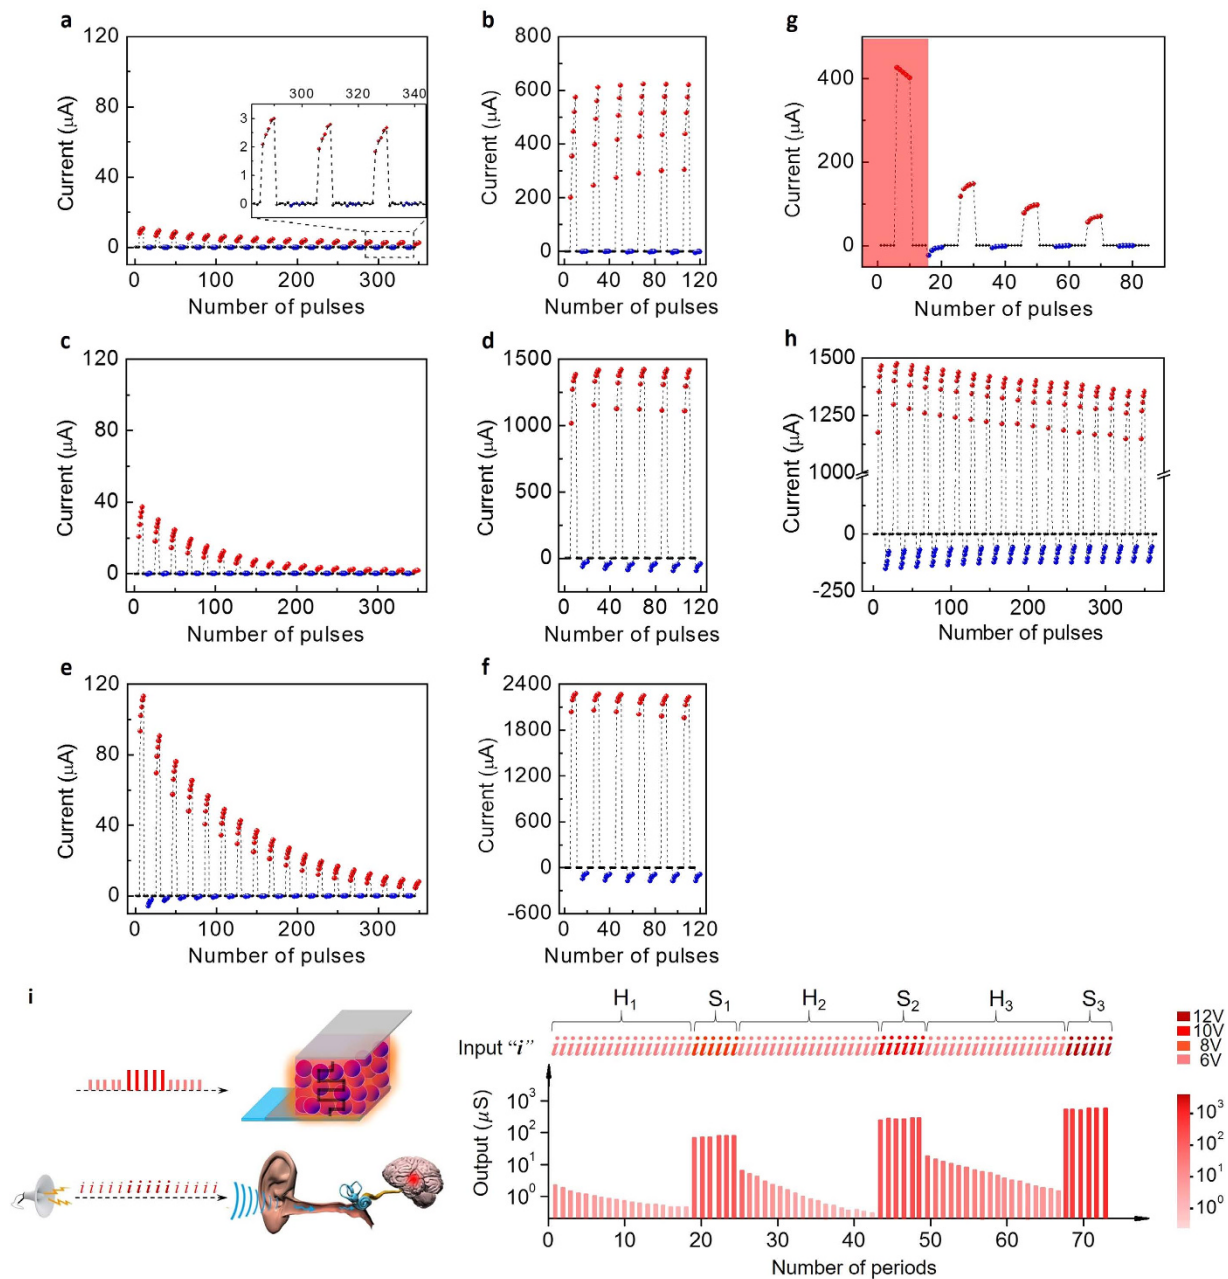 a
120
80
40
0
Current (μA)
300 320 340
3
2
1
0
0 100 200 300
Number of pulses
b
800
600
400
200
0
Current (μA)
0 40 80 120
Number of pulses
g
400
200
0
Current (μA)
0 20 40 60 80
Number of pulses
c
120
80
40
0
Current (μA)
0 100 200 300
Number of pulses
d
1500
1000
500
0
Current (μA)
0 40 80 120
Number of pulses
h
1500
1250
1000
0
-250
Current (μA)
0 100 200 300
Number of pulses
e
120
80
40
0
Current (μA)
0 100 200 300
Number of pulses
f
2400
1800
1200
600
0
-600
Current (μA)
0 40 80 120
Number of pulses
i
i i i i i i i i i i i i i i
H₁ S₁ H₂ S₂ H₃ S₃
Input “i”
12V
10V
8V
6V
Output (μS)
10³
10²
10¹
10⁰
0 10 20 30 40 50 60 70
Number of periods
10³
10²
10¹
10⁰